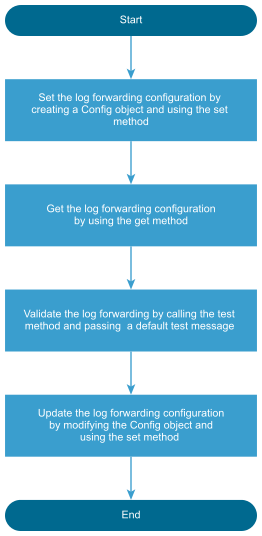 Start
Set the log forwarding configuration by
creating a Config object and using the set
method
Get the log forwarding configuration
by using the get method
Validate the log forwarding by calling the test
method and passing  a default test message
Update the log forwarding configuration
by modifying the Config object and
using the set method
End